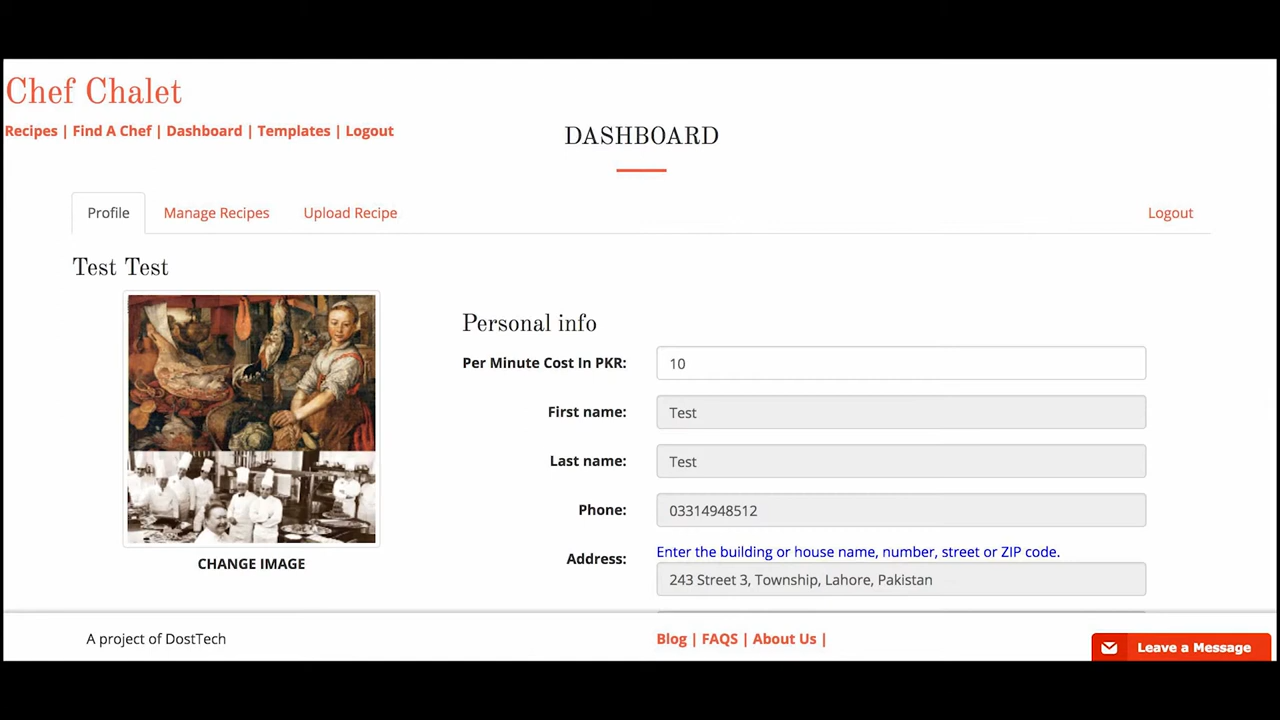 Chef Chalet
Recipes | Find A Chef | Dashboard | Templates | Logout
DASHBOARD
Profile
Manage Recipes
Upload Recipe
Logout
Test Test
Personal info
Per Minute Cost In PKR: 10
First name: Test
Last name: Test
Phone: 03314948512
Enter the building or house name, number, street or ZIP code.
Address: 243 Street 3, Township, Lahore, Pakistan
CHANGE IMAGE
A project of DostTech
Blog | FAQS | About Us |
Leave a Message